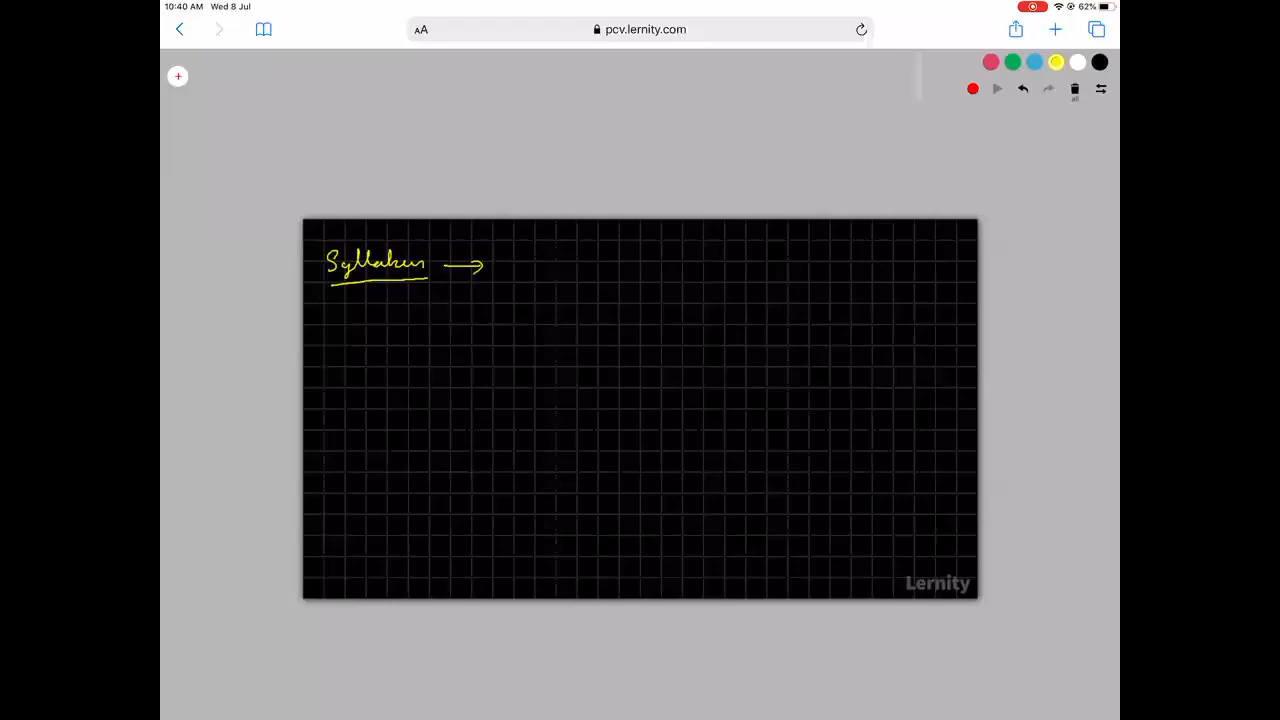 10:40 AM Wed 8 Jul
62%
AA
pcv.lernity.com
all
Syllabus →
Lernity